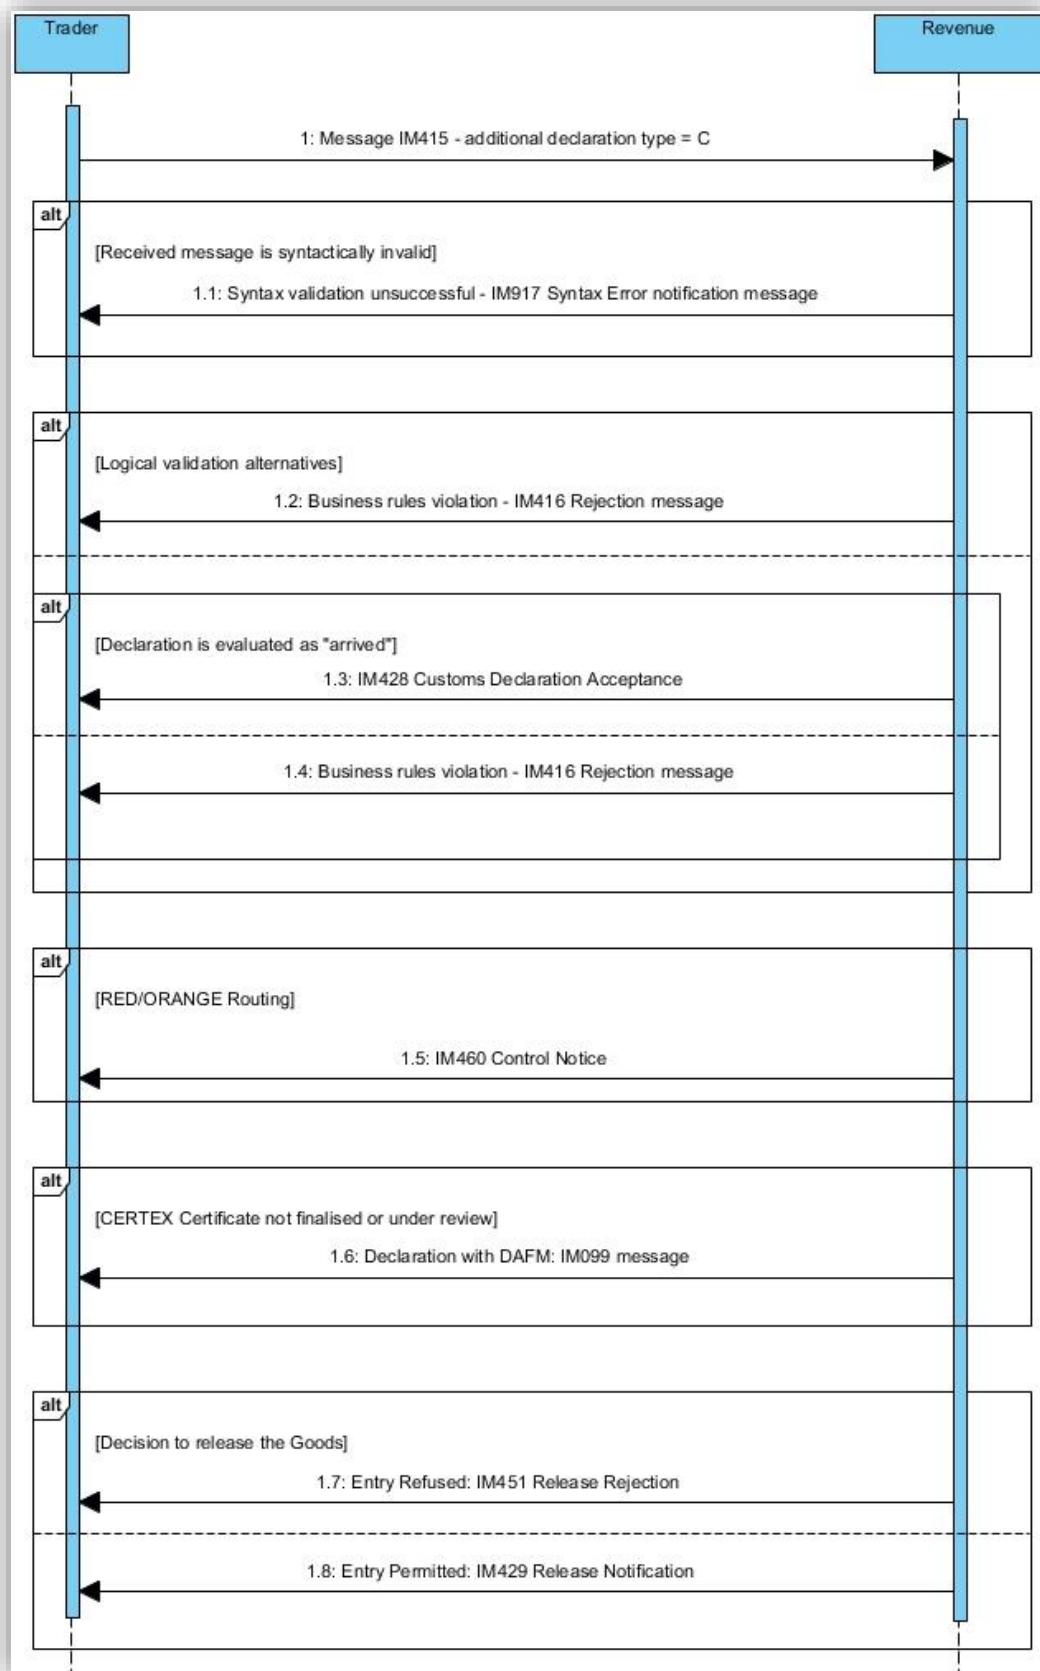 Trader
Revenue
1: Message IM415 - additional declaration type = C
alt
[Received message is syntactically invalid]
1.1: Syntax validation unsuccessful - IM917 Syntax Error notification message
alt
[Logical validation alternatives]
1.2: Business rules violation - IM416 Rejection message
alt
[Declaration is evaluated as "arrived"]
1.3: IM428 Customs Declaration Acceptance
1.4: Business rules violation - IM416 Rejection message
alt
[RED/ORANGE Routing]
1.5: IM460 Control Notice
alt
[CERTEX Certificate not finalised or under review]
1.6: Declaration with DAFM: IM099 message
alt
[Decision to release the Goods]
1.7: Entry Refused: IM451 Release Rejection
1.8: Entry Permitted: IM429 Release Notification